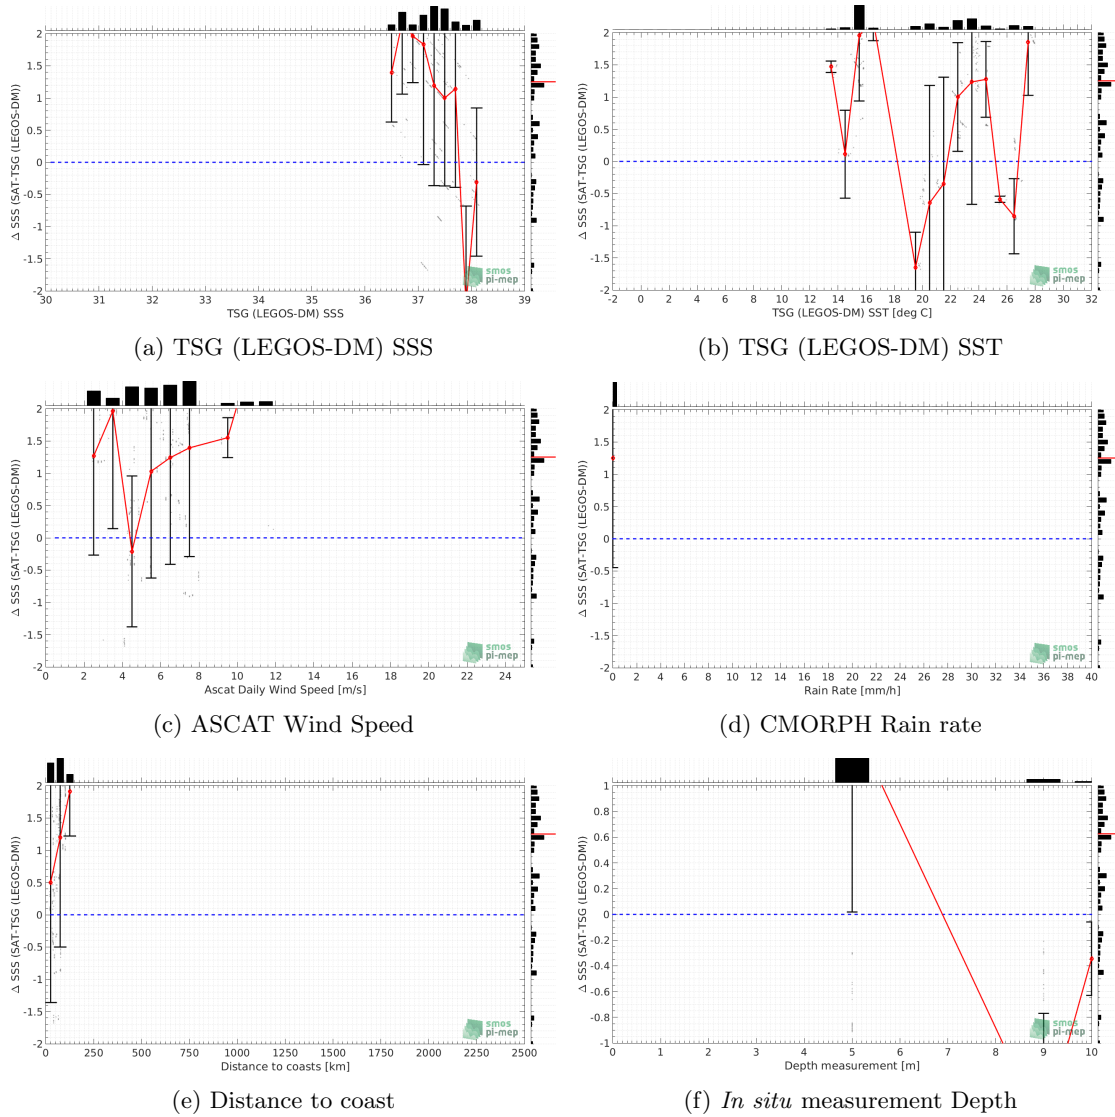 2
1.5
1
0.5
0
-0.5
-1
-1.5
-2
Δ SSS (SAT-TSG (LEGOS-DM))
30 31 32 33 34 35 36 37 38 39
TSG (LEGOS-DM) SSS
smos
pi-mep
(a) TSG (LEGOS-DM) SSS
2
1.5
1
0.5
0
-0.5
-1
-1.5
-2
Δ SSS (SAT-TSG (LEGOS-DM))
-2 0 2 4 6 8 10 12 14 16 18 20 22 24 26 28 30 32
TSG (LEGOS-DM) SST [deg C]
smos
pi-mep
(b) TSG (LEGOS-DM) SST
2
1.5
1
0.5
0
-0.5
-1
-1.5
-2
Δ SSS (SAT-TSG (LEGOS-DM))
0 2 4 6 8 10 12 14 16 18 20 22 24
Ascat Daily Wind Speed [m/s]
smos
pi-mep
(c) ASCAT Wind Speed
2
1.5
1
0.5
0
-0.5
-1
-1.5
-2
Δ SSS (SAT-TSG (LEGOS-DM))
0 2 4 6 8 10 12 14 16 18 20 22 24 26 28 30 32 34 36 38 40
Rain Rate [mm/h]
smos
pi-mep
(d) CMORPH Rain rate
2
1.5
1
0.5
0
-0.5
-1
-1.5
-2
Δ SSS (SAT-TSG (LEGOS-DM))
0 250 500 750 1000 1250 1500 1750 2000 2250 2500
Distance to coasts [km]
smos
pi-mep
(e) Distance to coast
1
0.8
0.6
0.4
0.2
0
-0.2
-0.4
-0.6
-0.8
-1
Δ SSS (SAT-TSG (LEGOS-DM))
0 1 2 3 4 5 6 7 8 9 10
Depth measurement [m]
smos
pi-mep
(f) In situ measurement Depth